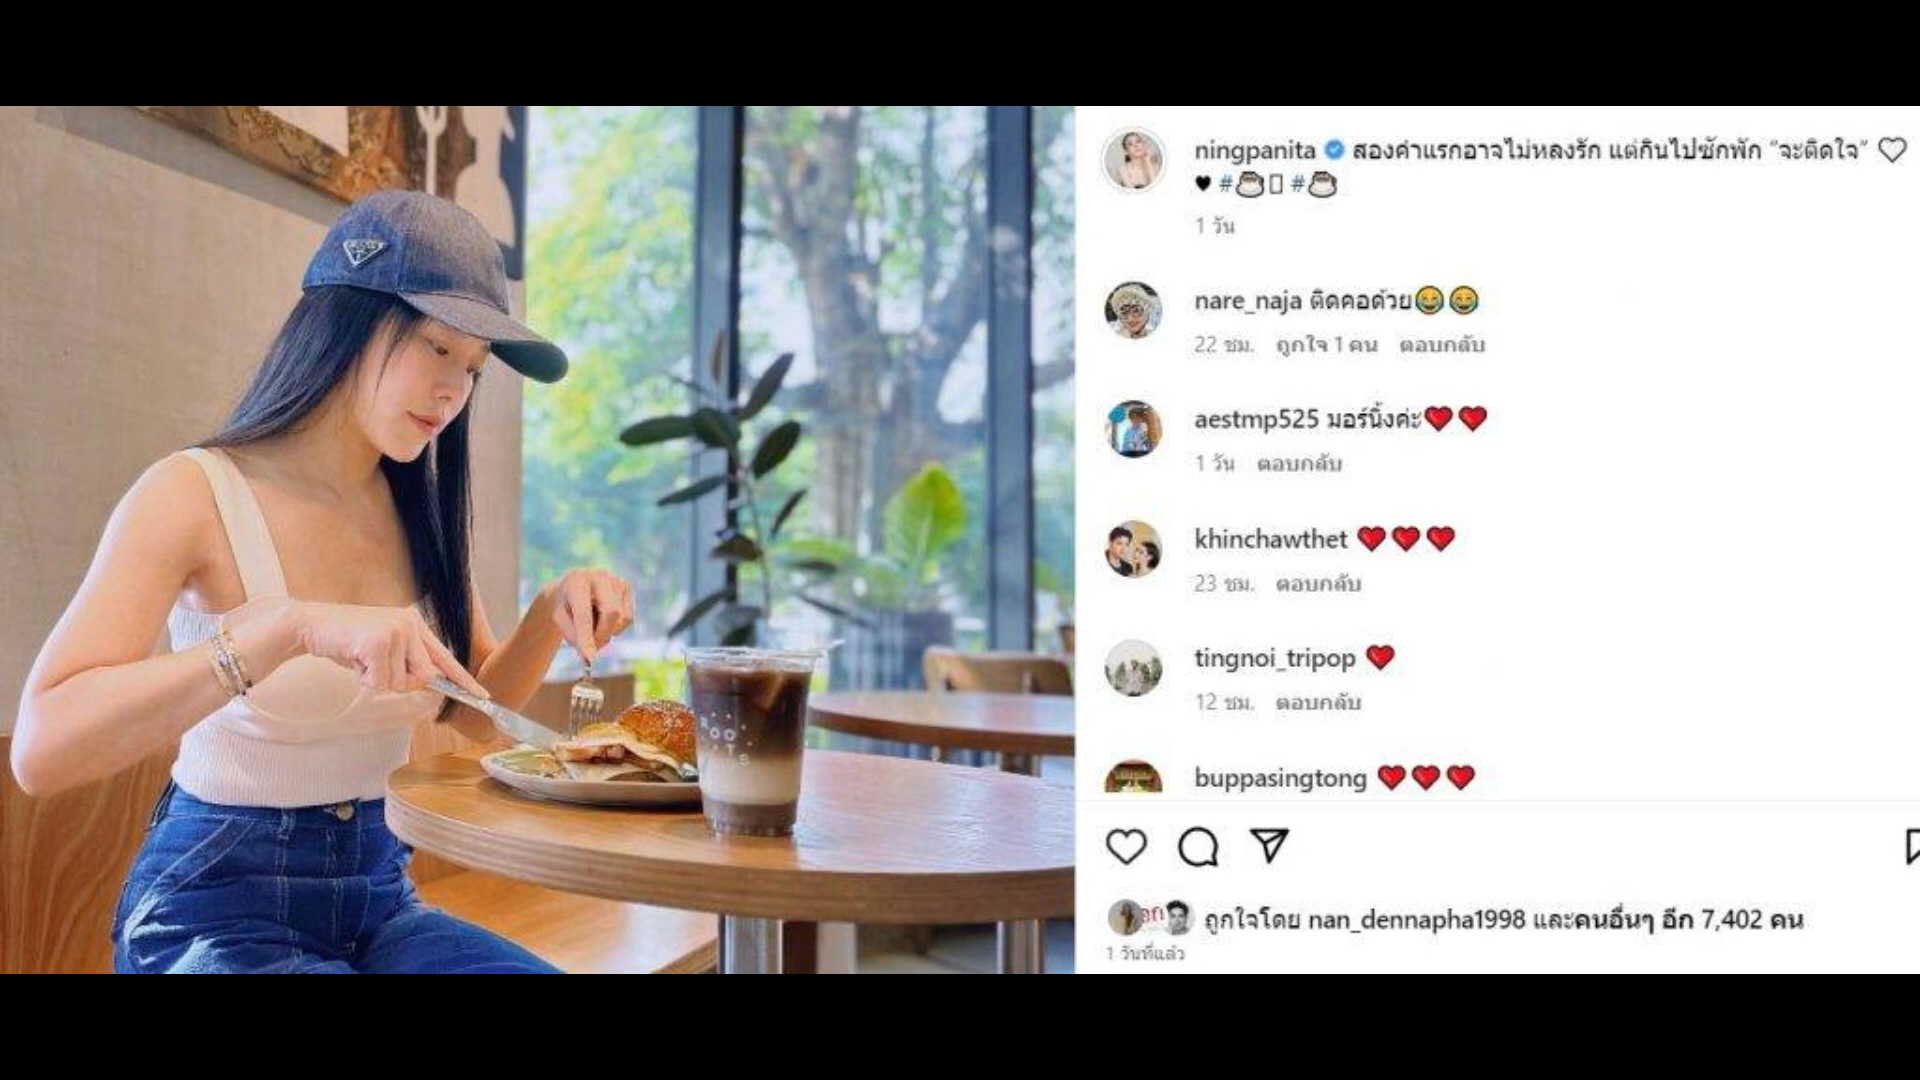 ningpanita สองคำแรกอาจไม่หลงรัก แต่กินไปซักพัก “จะติดใจ” ♡
♥ #🍚▯ #🍚
1 วัน
nare_naja ติดคอด้วย😂😂
22 ชม. ถูกใจ 1 คน ตอบกลับ
aestmp525 มอร์นิ้งค่ะ❤️❤️
1 วัน ตอบกลับ
khinchawthet ❤️❤️❤️
23 ชม. ตอบกลับ
tingnoi_tripop ❤️
12 ชม. ตอบกลับ
buppasingtong ❤️❤️❤️
ถูกใจโดย nan_dennapha1998 และคนอื่นๆ อีก 7,402 คน
1 วันที่แล้ว
ROOTS